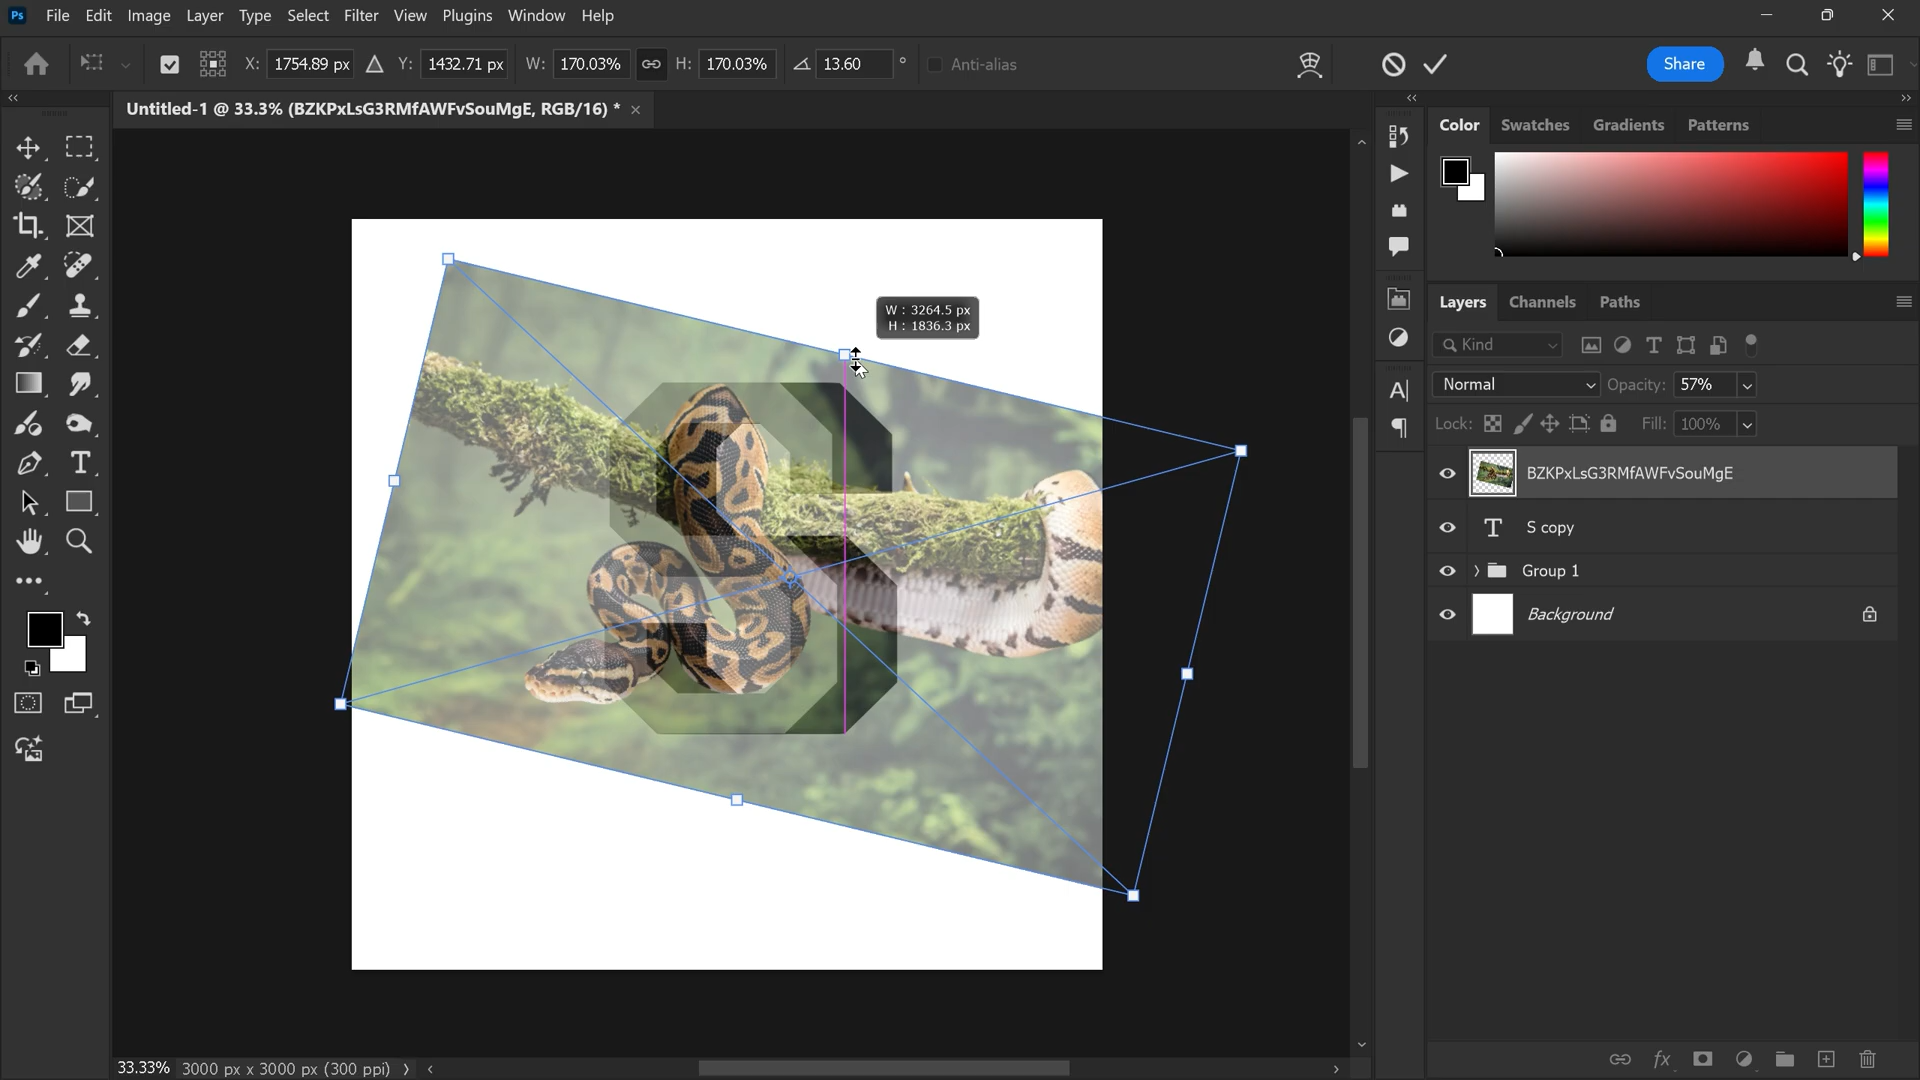 Ps File Edit Image Layer Type Select Filter View Plugins Window Help
X: 1754.89 px Y: 1432.71 px W: 170.03% H: 170.03% 13.60 ° Anti-alias Share
Untitled-1 @ 33.3% (BZKPxLsG3RMfAWFvSouMgE, RGB/16) * ×
Color Swatches Gradients Patterns
W : 3264.5 px
H : 1836.3 px
S
Layers Channels Paths
Kind
Normal Opacity: 57%
Lock: Fill: 100%
BZKPxLsG3RMfAWFvSouMgE
T S copy
Group 1
Background
33.33% 3000 px x 3000 px (300 ppi)
fx